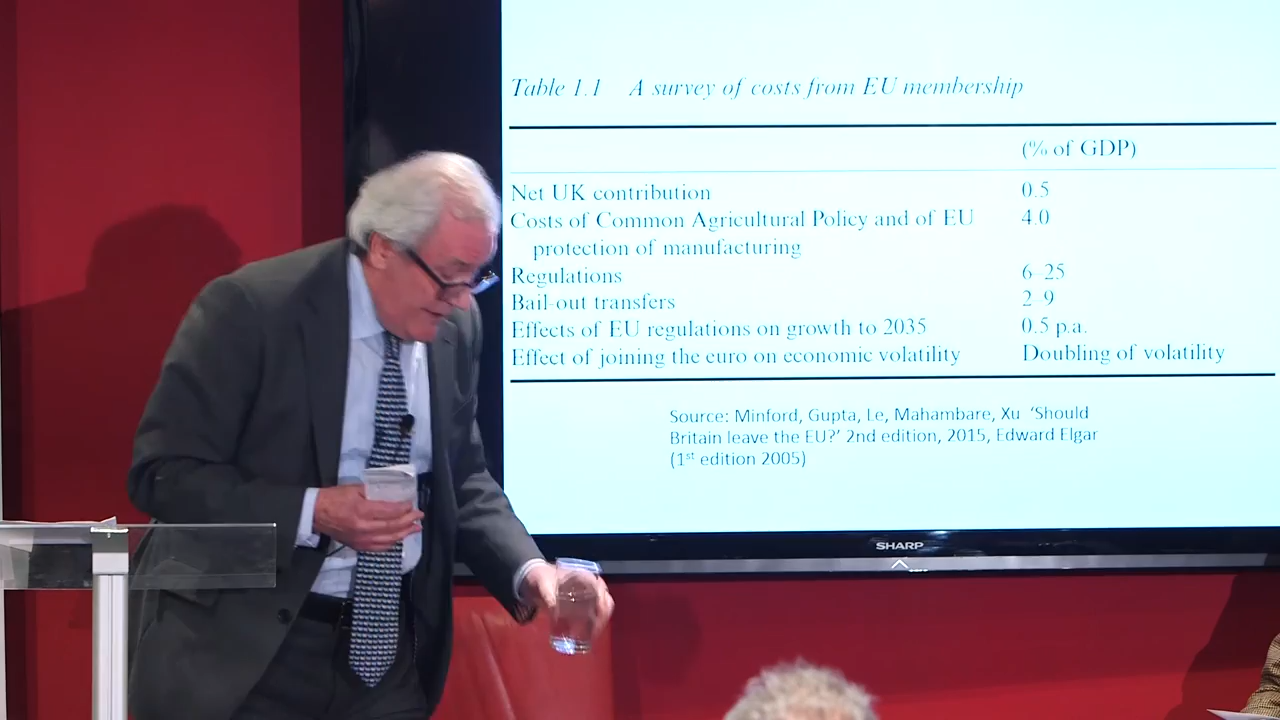 Table 1.1 A survey of costs from EU membership
(% of GDP)
Net UK contribution 0.5
Costs of Common Agricultural Policy and of EU 4.0
protection of manufacturing
Regulations 6–25
Bail-out transfers 2–9
Effects of EU regulations on growth to 2035 0.5 p.a.
Effect of joining the euro on economic volatility Doubling of volatility
Source: Minford, Gupta, Le, Mahambare, Xu 'Should
Britain leave the EU?' 2nd edition, 2015, Edward Elgar
(1st edition 2005)
SHARP